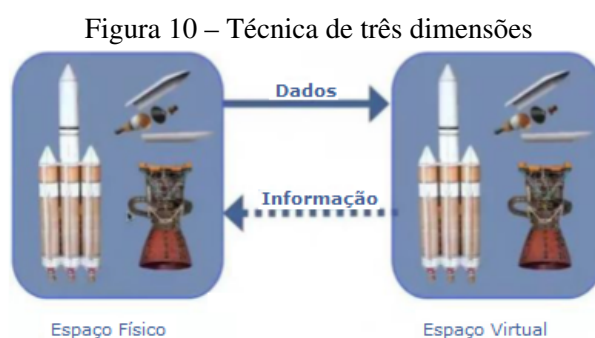 Figura 10 – Técnica de três dimensões
Dados
Informação
Espaço Físico
Espaço Virtual